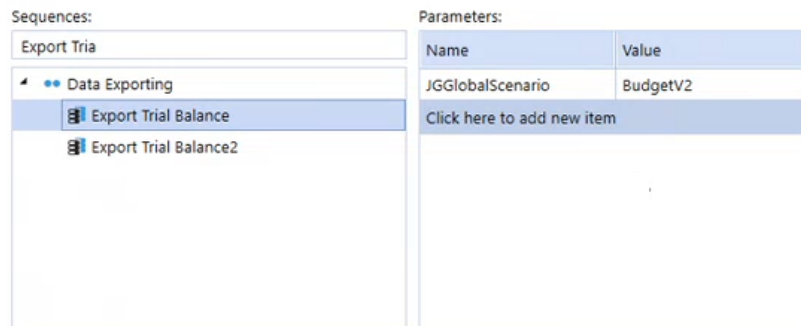 Sequences:
Export Tria
Data Exporting
Export Trial Balance
Export Trial Balance2
Parameters:
Name Value
JGGlobalScenario BudgetV2
Click here to add new item